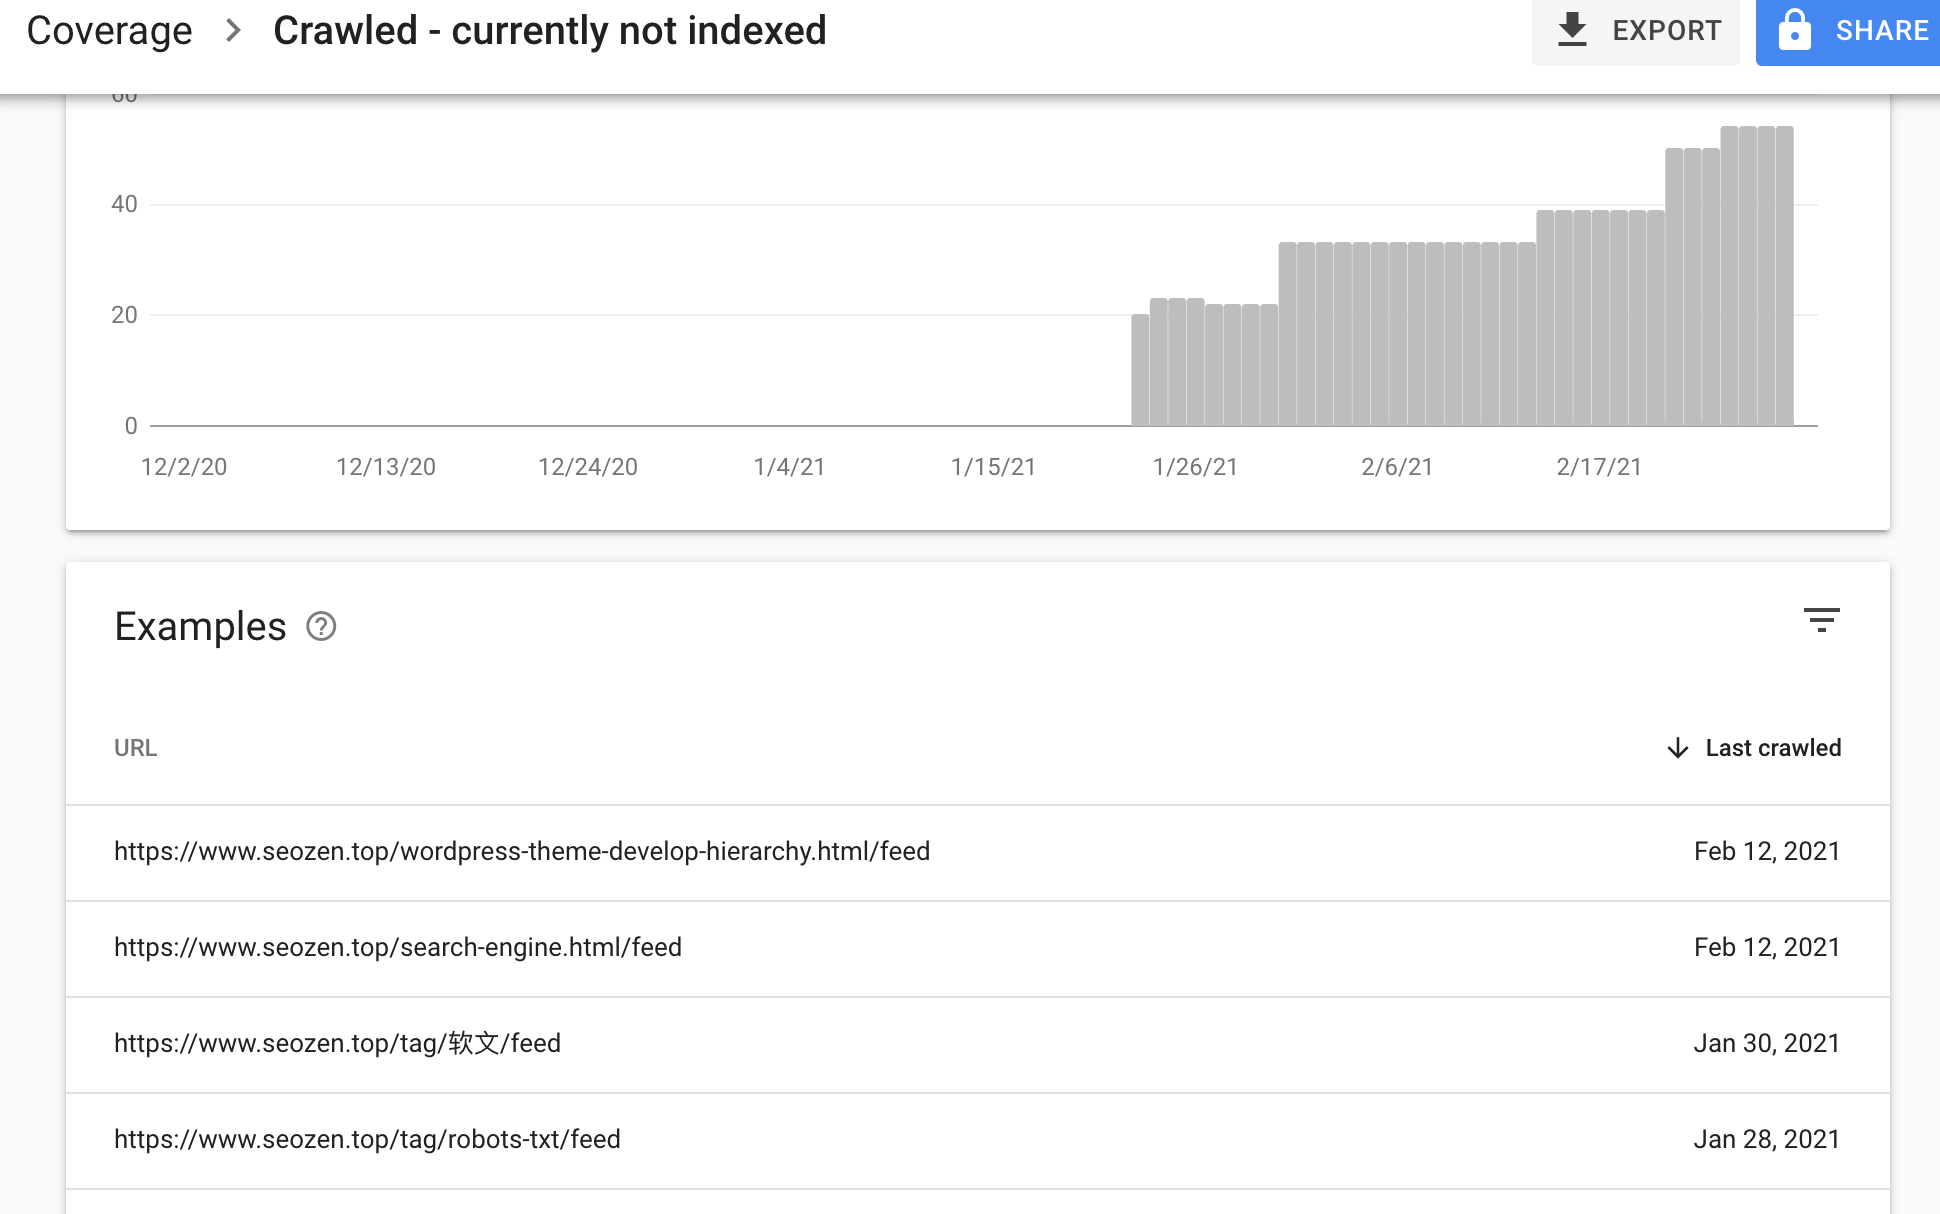 Coverage > Crawled - currently not indexed EXPORT SHARE
60
40
20
0
12/2/20 12/13/20 12/24/20 1/4/21 1/15/21 1/26/21 2/6/21 2/17/21
Examples ?
URL Last crawled
https://www.seozen.top/wordpress-theme-develop-hierarchy.html/feed Feb 12, 2021
https://www.seozen.top/search-engine.html/feed Feb 12, 2021
https://www.seozen.top/tag/软文/feed Jan 30, 2021
https://www.seozen.top/tag/robots-txt/feed Jan 28, 2021